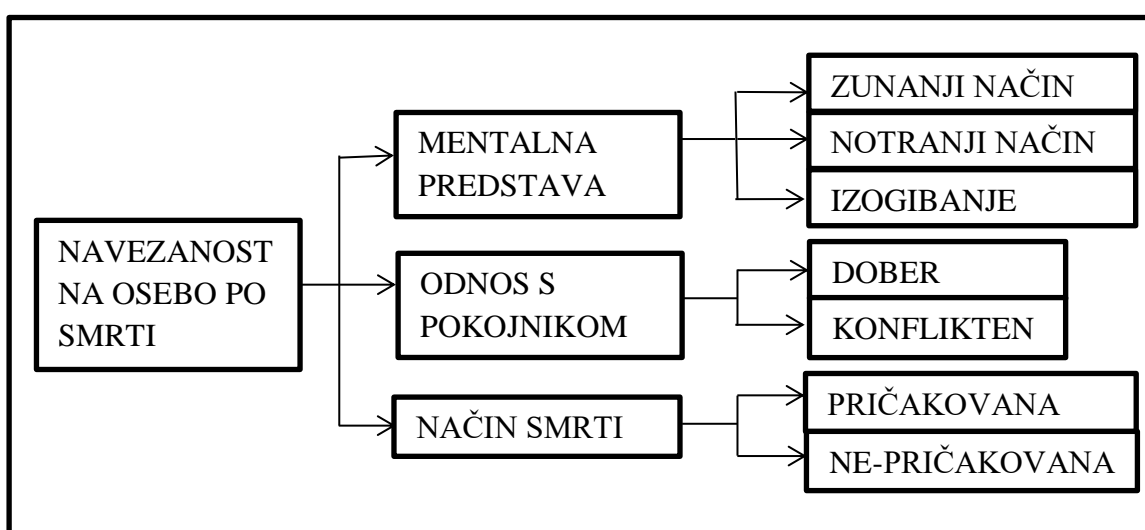 NAVEZANOST
NA OSEBO PO
SMRTI
MENTALNA
PREDSTAVA
ZUNANJI NAČIN
NOTRANJI NAČIN
IZOGIBANJE
ODNOS S
POKOJNIKOM
DOBER
KONFLIKTEN
NAČIN SMRTI
PRIČAKOVANA
NE-PRIČAKOVANA